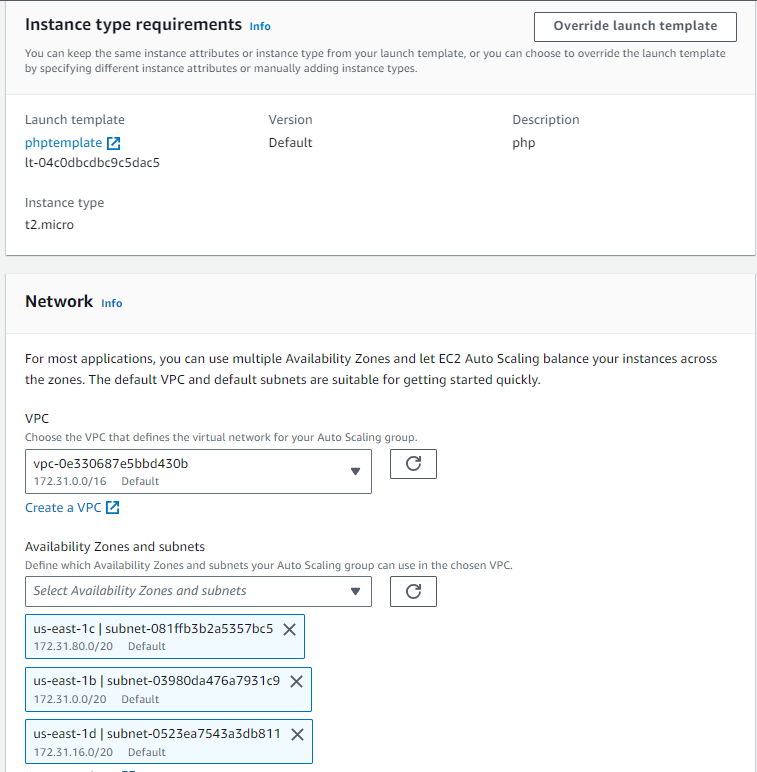 Instance type requirements Info
Override launch template
You can keep the same instance attributes or instance type from your launch template, or you can choose to override the launch template
by specifying different instance attributes or manually adding instance types.
Launch template
phptemplate
lt-04c0dbcdbc9c5dac5
Version
Default
Description
php
Instance type
t2.micro
Network Info
For most applications, you can use multiple Availability Zones and let EC2 Auto Scaling balance your instances across
the zones. The default VPC and default subnets are suitable for getting started quickly.
VPC
Choose the VPC that defines the virtual network for your Auto Scaling group.
vpc-0e330687e5bbd430b
172.31.0.0/16 Default
Create a VPC
Availability Zones and subnets
Define which Availability Zones and subnets your Auto Scaling group can use in the chosen VPC.
Select Availability Zones and subnets
us-east-1c | subnet-081ffb3b2a5357bc5
172.31.80.0/20 Default
us-east-1b | subnet-03980da476a7931c9
172.31.0.0/20 Default
us-east-1d | subnet-0523ea7543a3db811
172.31.16.0/20 Default